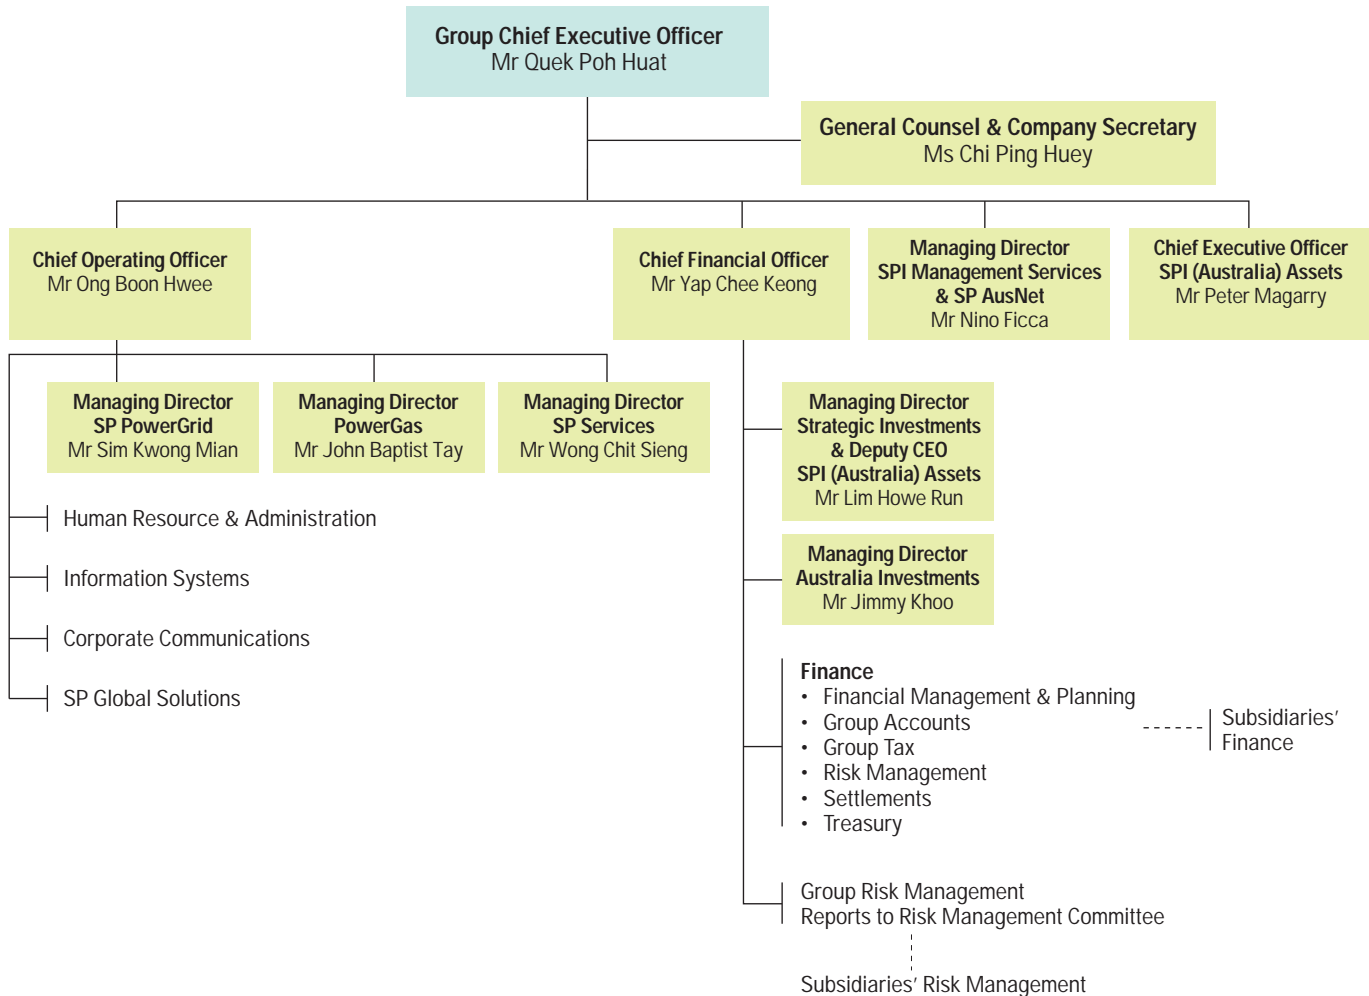 Group Chief Executive Officer
Mr Quek Poh Huat
General Counsel & Company Secretary
Ms Chi Ping Huey
Chief Operating Officer
Mr Ong Boon Hwee
Chief Financial Officer
Mr Yap Chee Keong
Managing Director
SPI Management Services
& SP AusNet
Mr Nino Ficca
Chief Executive Officer
SPI (Australia) Assets
Mr Peter Magarry
Managing Director
SP PowerGrid
Mr Sim Kwong Mian
Managing Director
PowerGas
Mr John Baptist Tay
Managing Director
SP Services
Mr Wong Chit Sieng
Managing Director
Strategic Investments
& Deputy CEO
SPI (Australia) Assets
Mr Lim Howe Run
Human Resource & Administration
Information Systems
Corporate Communications
SP Global Solutions
Managing Director
Australia Investments
Mr Jimmy Khoo
Finance
• Financial Management & Planning
• Group Accounts
• Group Tax
• Risk Management
• Settlements
• Treasury
Subsidiaries’
Finance
Group Risk Management
Reports to Risk Management Committee
Subsidiaries’ Risk Management